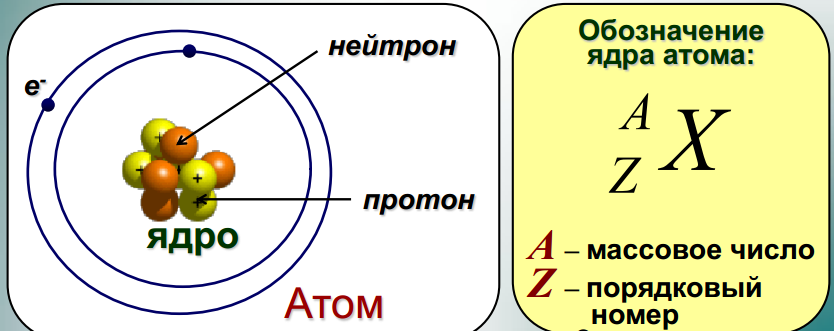 нейтрон
e-
протон
ядро
Атом
Обозначение
ядра атома:
A
Z X
A – массовое число
Z – порядковый
номер